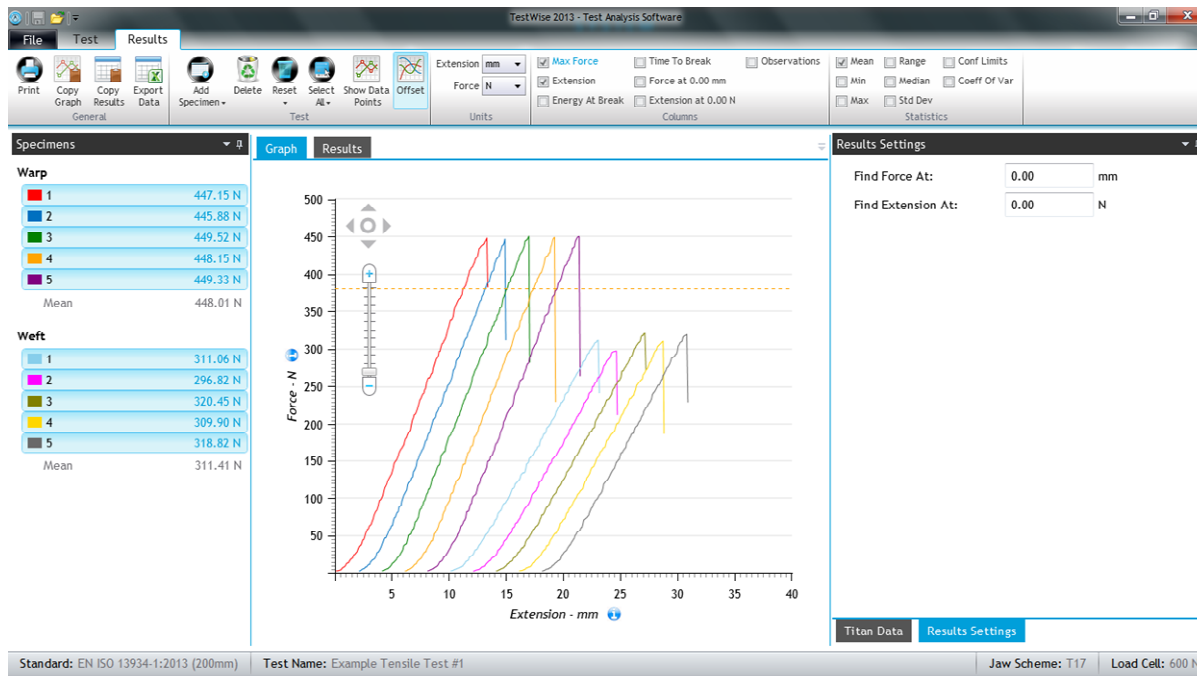 TestWise 2013 - Test Analysis Software
File Test Results
Print
Copy Graph
Copy Results
Export Data
General
Add Specimen
Delete
Reset
Select All
Show Data Points
Offset
Test
Extension mm
Force N
Units
Max Force
Extension
Energy At Break
Time To Break
Force at 0.00 mm
Extension at 0.00 N
Observations
Columns
Mean
Min
Max
Range
Median
Std Dev
Conf Limits
Coeff Of Var
Statistics
Specimens
Warp
1 447.15 N
2 445.88 N
3 449.52 N
4 448.15 N
5 449.33 N
Mean 448.01 N
Weft
1 311.06 N
2 296.82 N
3 320.45 N
4 309.90 N
5 318.82 N
Mean 311.41 N
Graph Results
500
450
400
350
300
250
200
150
100
50
Force - N
5 10 15 20 25 30 35 40
Extension - mm
Results Settings
Find Force At: 0.00 mm
Find Extension At: 0.00 N
Titan Data Results Settings
Standard: EN ISO 13934-1:2013 (200mm) Test Name: Example Tensile Test #1 Jaw Scheme: T17 Load Cell: 600 N